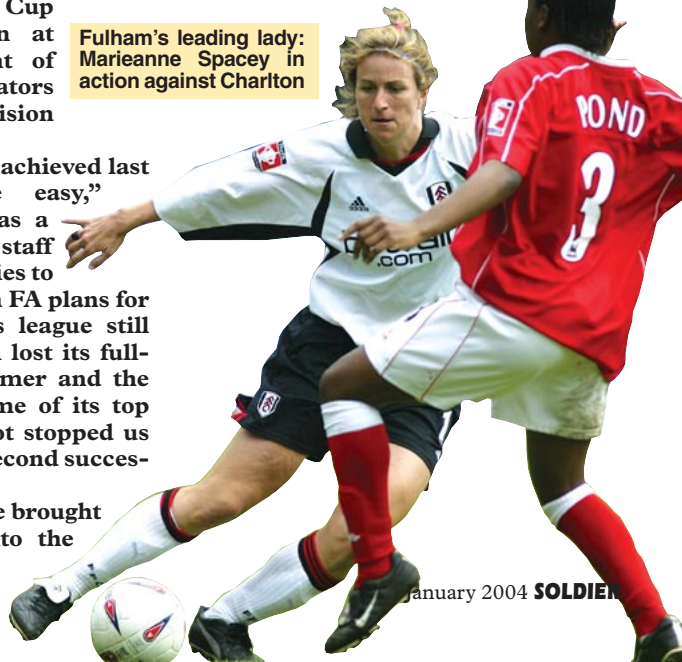 Cup
n at
t of
ators
ision
Fulham's leading lady:
Marieanne Spacey in
action against Charlton
achieved last
e easy,"
as a
staff
ies to
FA plans for
s league still
lost its full-
mer and the
me of its top
ot stopped us
econd succes-
e brought
to the
POND
3
.com
January 2004 SOLDIER